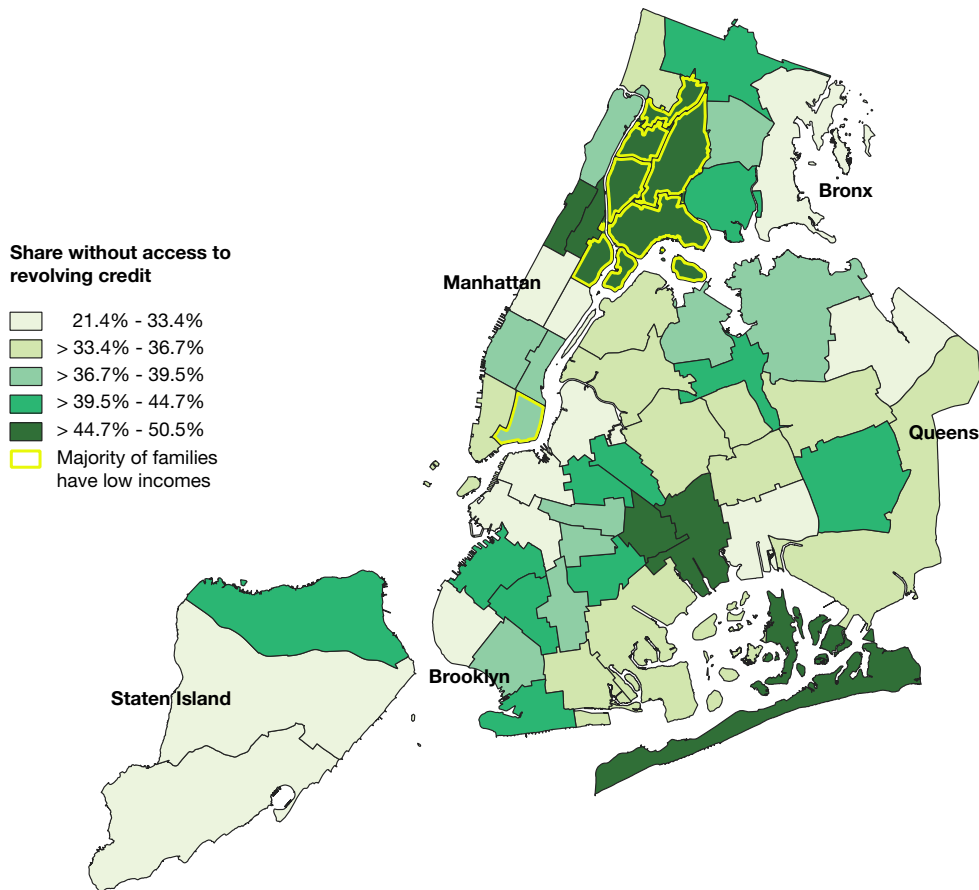 Bronx
Share without access to
revolving credit
Manhattan
21.4% - 33.4%
> 33.4% - 36.7%
> 36.7% - 39.5%
> 39.5% - 44.7%
> 44.7% - 50.5%
Majority of families
have low incomes
Queens
Brooklyn
Staten Island